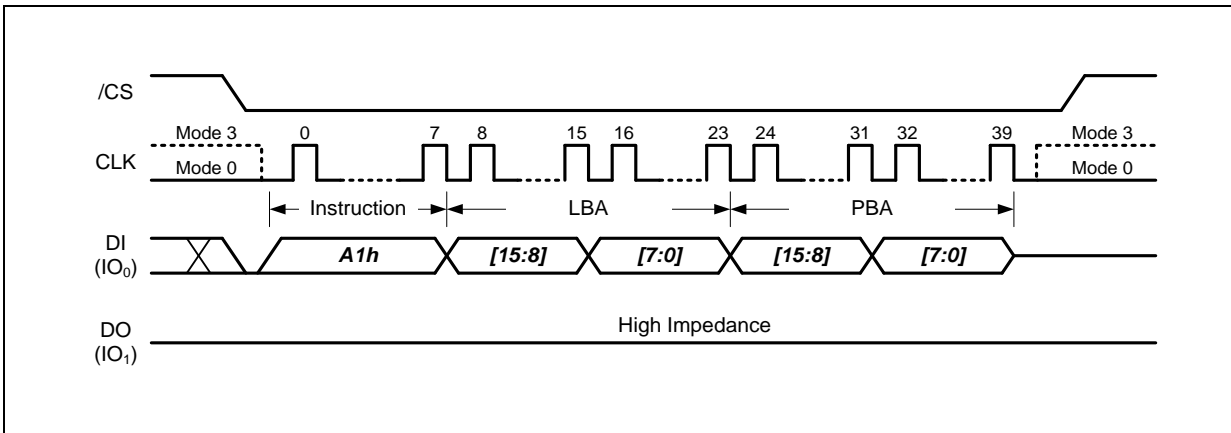 /CS
Mode 3 0 7 8 15 16 23 24 31 32 39 Mode 3
CLK
Mode 0 Mode 0
Instruction LBA PBA
DI
(IO0)
A1h [15:8] [7:0] [15:8] [7:0]
High Impedance
DO
(IO1)